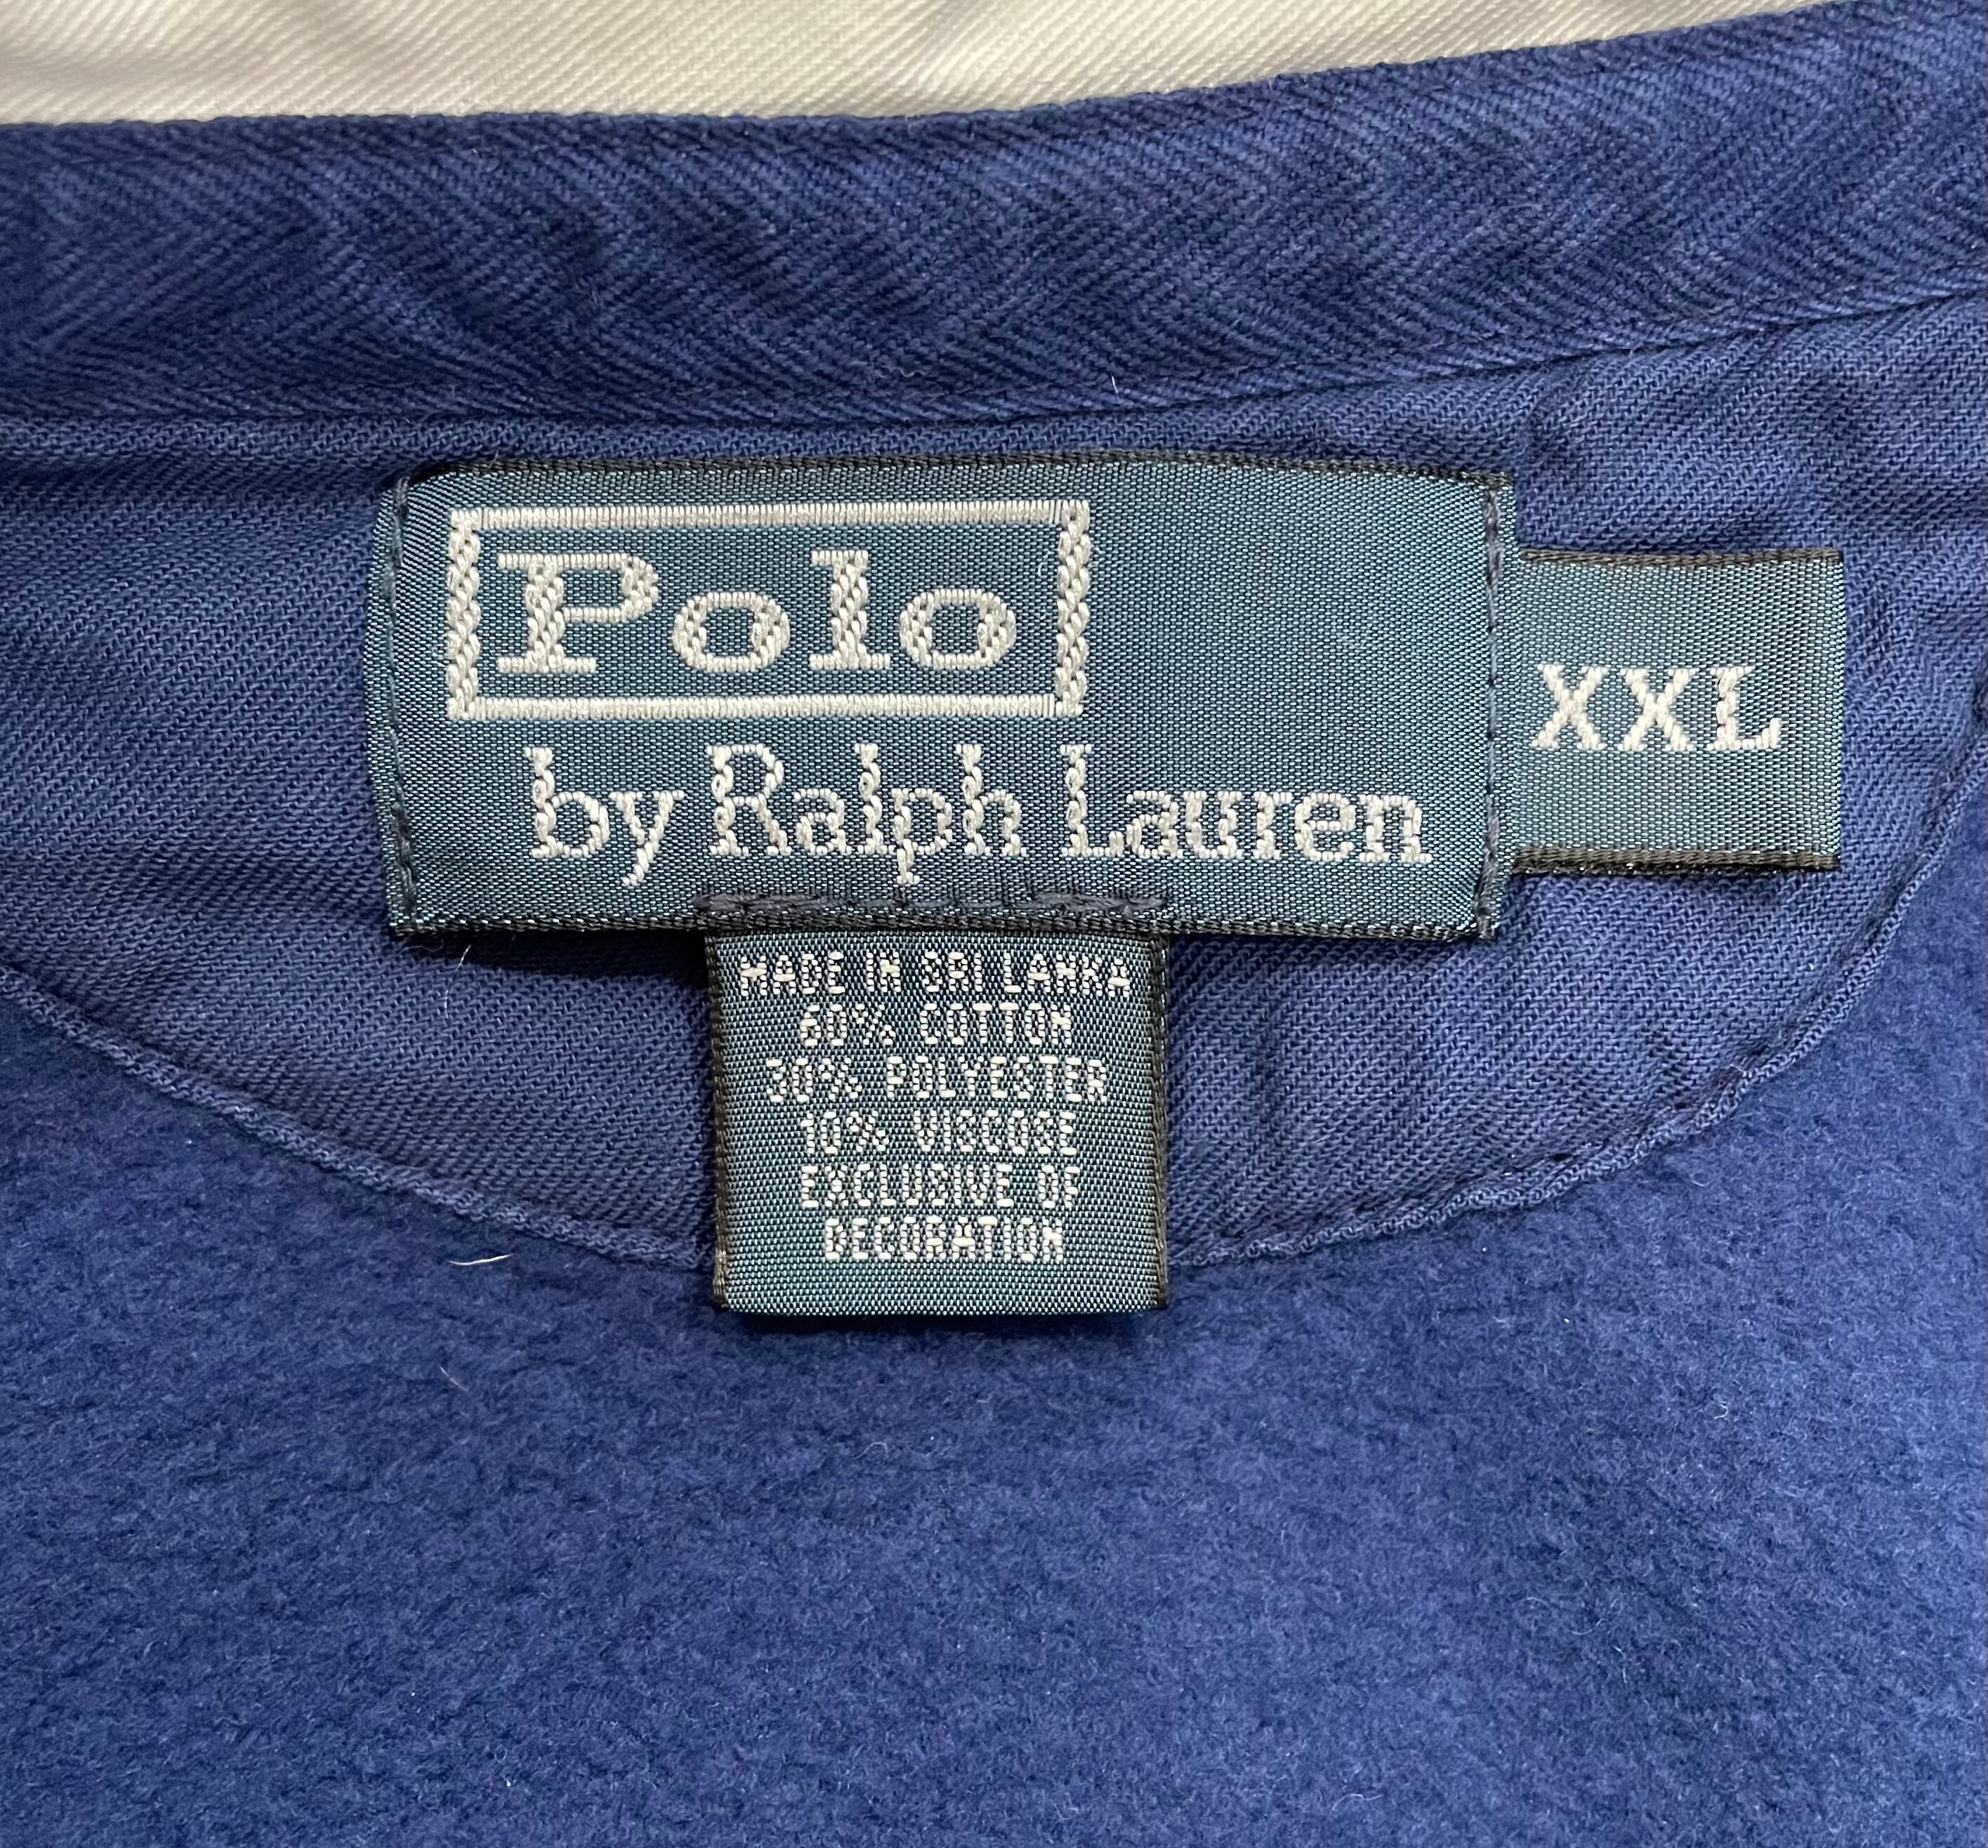 Polo
by Ralph Lauren
XXL
MADE IN SRI LANKA
60% COTTON
30% POLYESTER
10% VISCOSE
EXCLUSIVE OF
DECORATION